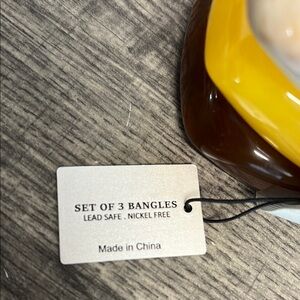 SET OF 3 BANGLES
LEAD SAFE . NICKEL FREE
Made in China